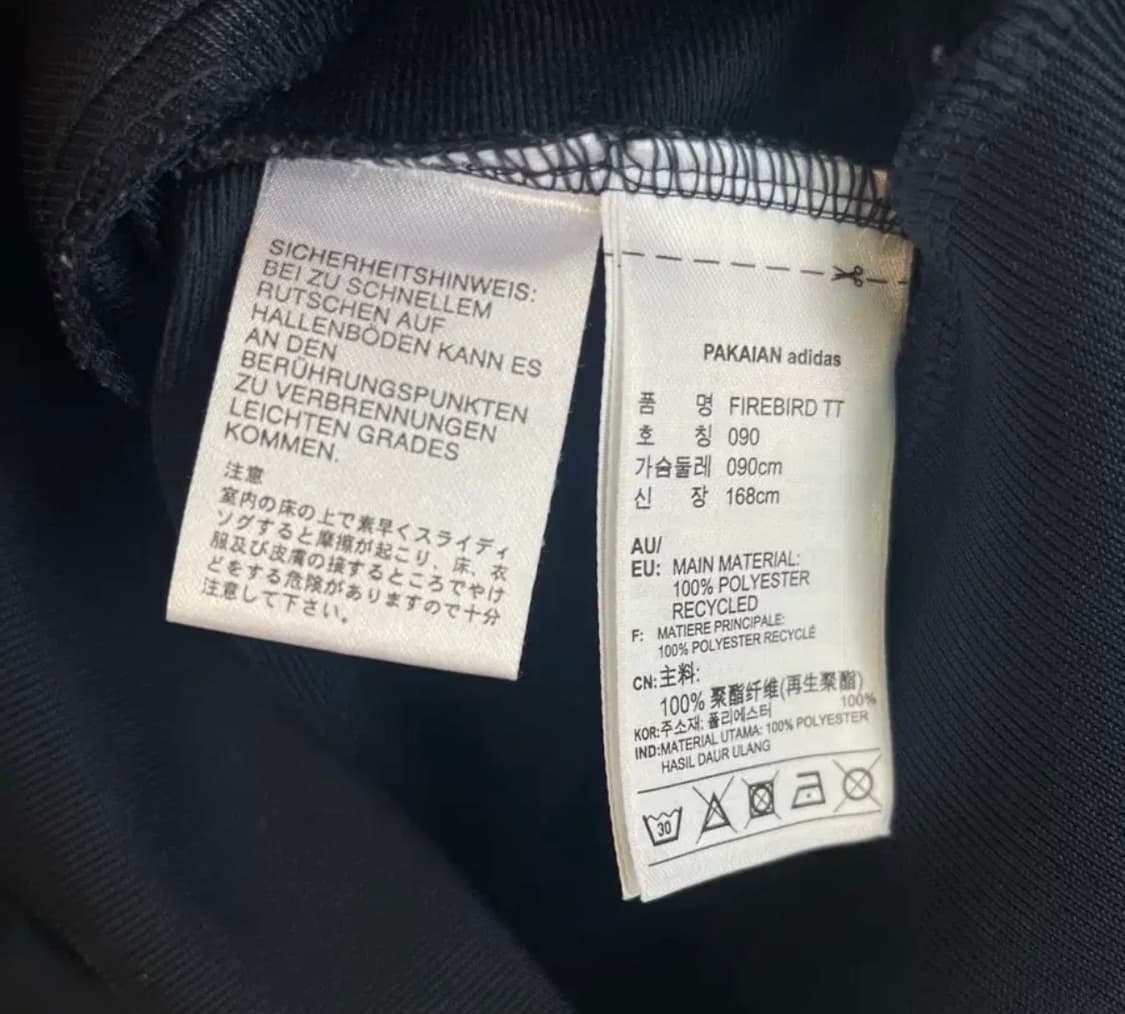 SICHERHEITSHINWEIS:
BEI ZU SCHNELLEM
RUTSCHEN AUF
HALLENBÖDEN KANN ES
AN DEN
BERÜHRUNGSPUNKTEN
ZU VERBRENNUNGEN
LEICHTEN GRADES
KOMMEN.
注意
室内の床の上で素早くスライディ
ングすると摩擦が起こり、床、衣
服及び皮膚の接するところでやけ
どをする危険がありますので十分
注意して下さい。
PAKAIAN adidas
품 명 FIREBIRD TT
호 칭 090
가슴둘레 090cm
신 장 168cm
AU/
EU: MAIN MATERIAL:
100% POLYESTER
RECYCLED
F: MATIERE PRINCIPALE:
100% POLYESTER RECYCLÉ
CN:主料:
100% 聚酯纤维(再生聚酯)
KOR:주소재: 폴리에스터 100%
IND:MATERIAL UTAMA: 100% POLYESTER
HASIL DAUR ULANG
30